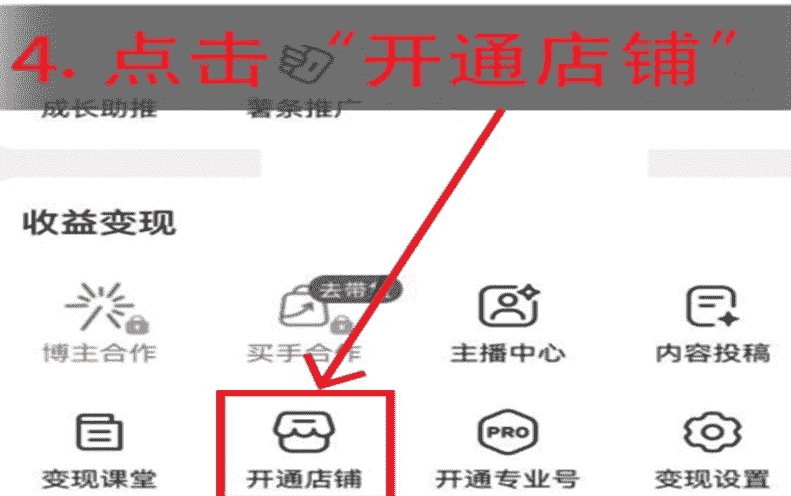 4. 点击“开通店铺”
成长助推 薯条推广
收益变现
去带货
博主合作 买手合作 主播中心 内容投稿
PRO
变现课堂 开通店铺 开通专业号 变现设置